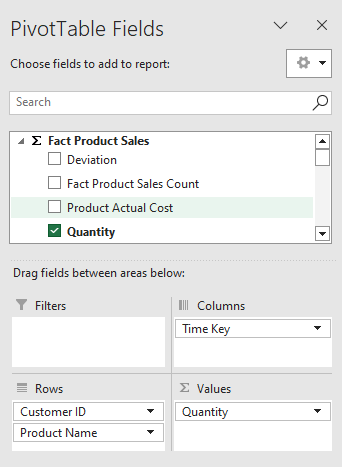 PivotTable Fields
Choose fields to add to report:
Search
Σ Fact Product Sales
Deviation
Fact Product Sales Count
Product Actual Cost
Quantity
Drag fields between areas below:
Filters
Columns
Time Key
Rows
Σ Values
Customer ID
Quantity
Product Name